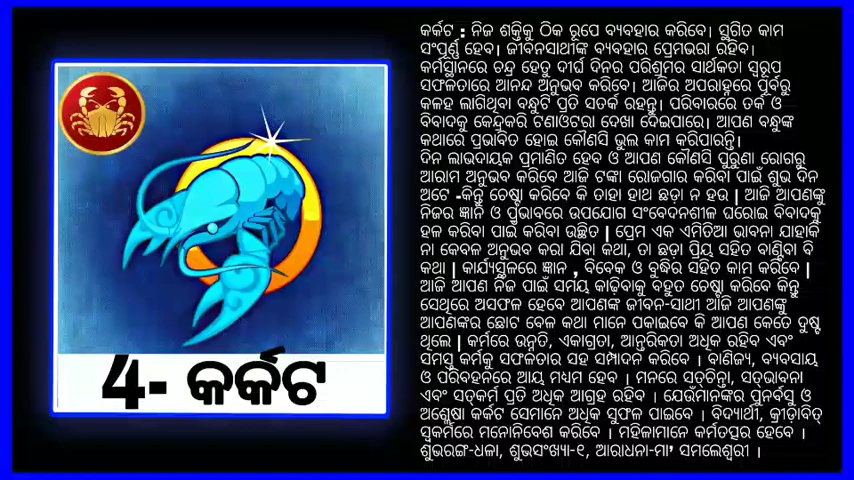 କର୍କଟ : ନିଜ ଶକ୍ତିକୁ ଠିକ ରୂପେ ବ୍ୟବହାର କରିବେ। ସ୍ଥଗିତ କାମ
ସଂପୂର୍ଣ୍ଣ ହେବ। ଜୀବନସାଥୀଙ୍କ ବ୍ୟବହାର ପ୍ରେମଭରା ରହିବ।
କର୍ମସ୍ଥାନରେ ଚନ୍ଦ୍ର ହେତୁ ଦୀର୍ଘ ଦିନର ପରିଶ୍ରମର ସାର୍ଥକତା ସ୍ୱରୂପ
ସଫଳତାରେ ଆନନ୍ଦ ଅନୁଭବ କରିବେ। ଆଜିର ଅପରାହ୍ନରେ ପୂର୍ବରୁ
କଳହ ଲାଗିଥିବା ବନ୍ଧୁଟି ପ୍ରତି ସତର୍କ ରହନ୍ତୁ। ପରିବାରରେ ତର୍କ ଓ
ବିବାଦକୁ କେନ୍ଦ୍ରକରି ଟଣାଓଟରା ଦେଖା ଦେଇପାରେ। ଆପଣ ବନ୍ଧୁଙ୍କ
କଥାରେ ପ୍ରଭାବିତ ହୋଇ କୌଣସି ଭୁଲ କାମ କରିପାରନ୍ତି।
ଦିନ ଲାଭଦାୟକ ପ୍ରମାଣିତ ହେବ ଓ ଆପଣ କୌଣସି ପୁରୁଣା ରୋଗରୁ
ଆରାମ ଅନୁଭବ କରିବେ ଆଜି ଟଙ୍କା ରୋଜଗାର କରିବା ପାଇଁ ଶୁଭ ଦିନ
ଅଟେ -କିନ୍ତୁ ଚେଷ୍ଟା କରିବେ କି ତାହା ହାଥ ଛଡ଼ା ନ ହଉ | ଆଜି ଆପଣଙ୍କୁ
ନିଜର ଜ୍ଞାନ ଓ ପ୍ରଭାବରେ ଉପଯୋଗ ସଂବେଦନଶୀଳ ଘରୋଇ ବିବାଦକୁ
ହଳ କରିବା ପାଇଁ କରିବା ଉଚ୍ଛିତ | ପ୍ରେମ ଏକ ଏମିତିଆ ଭାବନା ଯାହାକି
ନା କେବଳ ଅନୁଭବ କରା ଯିବା କଥା, ତା ଛଡ଼ା ପ୍ରିୟ ସହିତ ବାଣ୍ଟିବା ବି
କଥା | କାର୍ଯ୍ୟସ୍ଥଳରେ ଜ୍ଞାନ , ବିବେକ ଓ ବୁଦ୍ଧିର ସହିତ କାମ କରିବେ |
ଆଜି ଆପଣ ନିଜ ପାଇଁ ସମୟ କାଢ଼ିବାକୁ ବହୁତ ଚେଷ୍ଟା କରିବେ କିନ୍ତୁ
ସେଥିରେ ଅସଫଳ ହେବେ ଆପଣଙ୍କ ଜୀବନ-ସାଥୀ ଆଜି ଆପଣଙ୍କୁ
ଆପଣଙ୍କର ଛୋଟ ବେଳ କଥା ମାନେ ପକାଇବେ କି ଆପଣ କେତେ ଦୁଷ୍ଟ
ଥିଲେ | କର୍ମରେ ଉନ୍ନତି, ଏକାଗ୍ରତା, ଆନ୍ତରିକତା ଅଧିକ ରହିବ ଏବଂ
ସମସ୍ତ କର୍ମକୁ ସଫଳତାର ସହ ସମ୍ପାଦନ କରିବେ । ବାଣିଜ୍ୟ, ବ୍ୟବସାୟ
ଓ ପରିବହନରେ ଆୟ ମଧ୍ୟମ ହେବ । ମନରେ ସତ୍‌ଚିନ୍ତା, ସତ୍‌ଭାବନା
ଏବଂ ସତ୍‌କର୍ମ ପ୍ରତି ଅଧିକ ଆଗ୍ରହ ରହିବ । ଯେଉଁମାନଙ୍କର ପୁନର୍ବସୁ ଓ
ଅଶ୍ଳେଷା କର୍କଟ ସେମାନେ ଅଧିକ ସୁଫଳ ପାଇବେ । ବିଦ୍ୟାର୍ଥୀ, କ୍ରୀଡ଼ାବିତ୍
ସ୍ୱକର୍ମରେ ମନୋନିବେଶ କରିବେ । ମହିଳାମାନେ କର୍ମତତ୍ପର ହେବେ ।
ଶୁଭରଙ୍ଗ-ଧଳା, ଶୁଭସଂଖ୍ୟା-୧, ଆରାଧନା-ମା' ସମଲେଶ୍ୱରୀ ।
4- କର୍କଟ